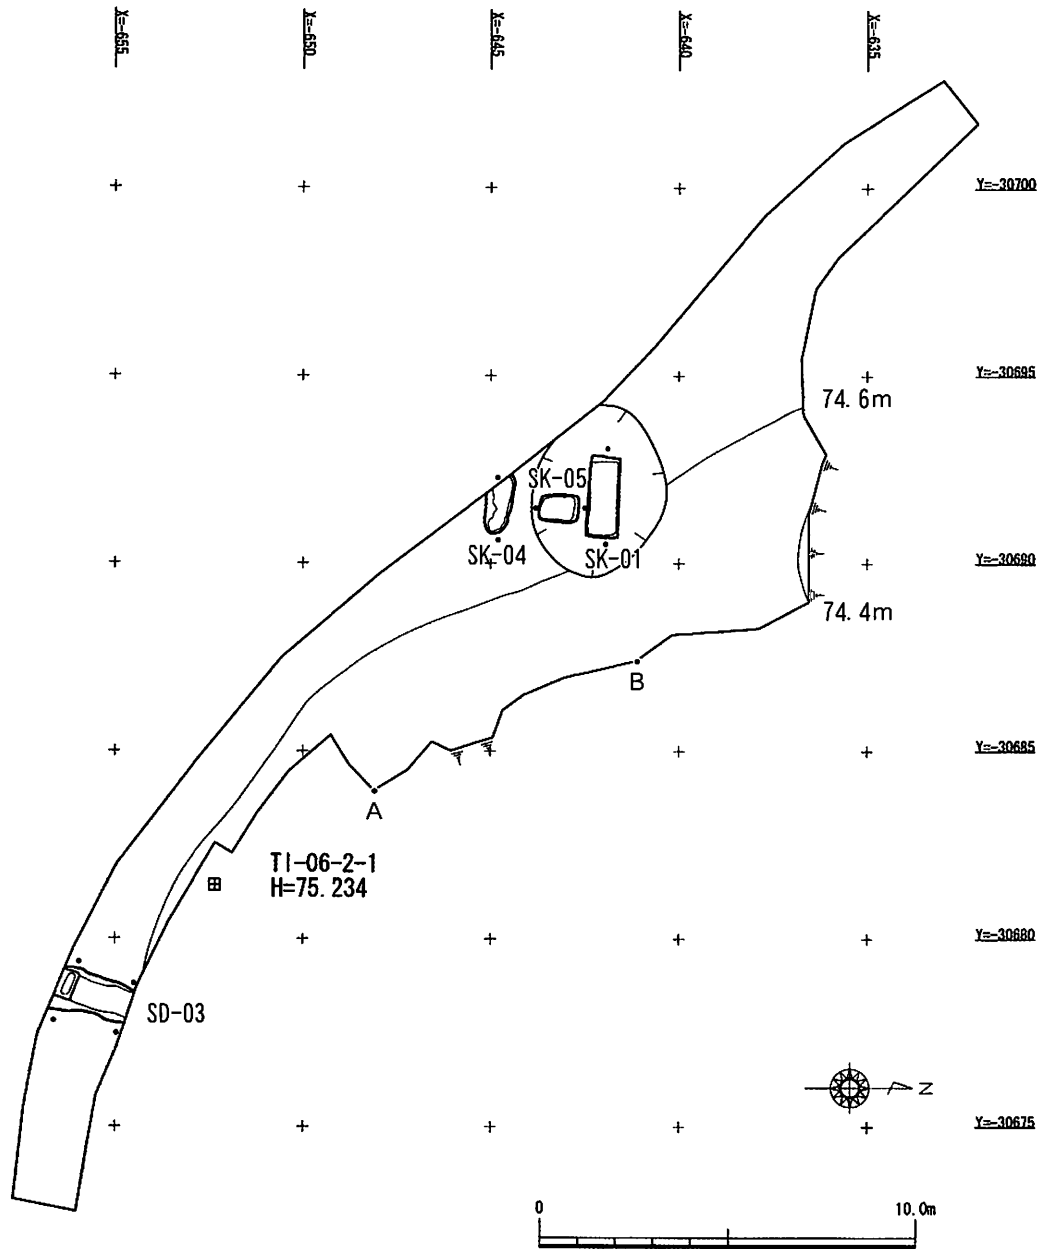 X=-655
X=-650
X=-645
X=-640
X=-635
Y=-30700
Y=-30695
74.6m
SK-05
SK-04
SK-01
Y=-30690
74.4m
B
Y=-30685
A
TI-06-2-1
H=75.234
Y=-30680
SD-03
N
Y=-30675
0
10.0m